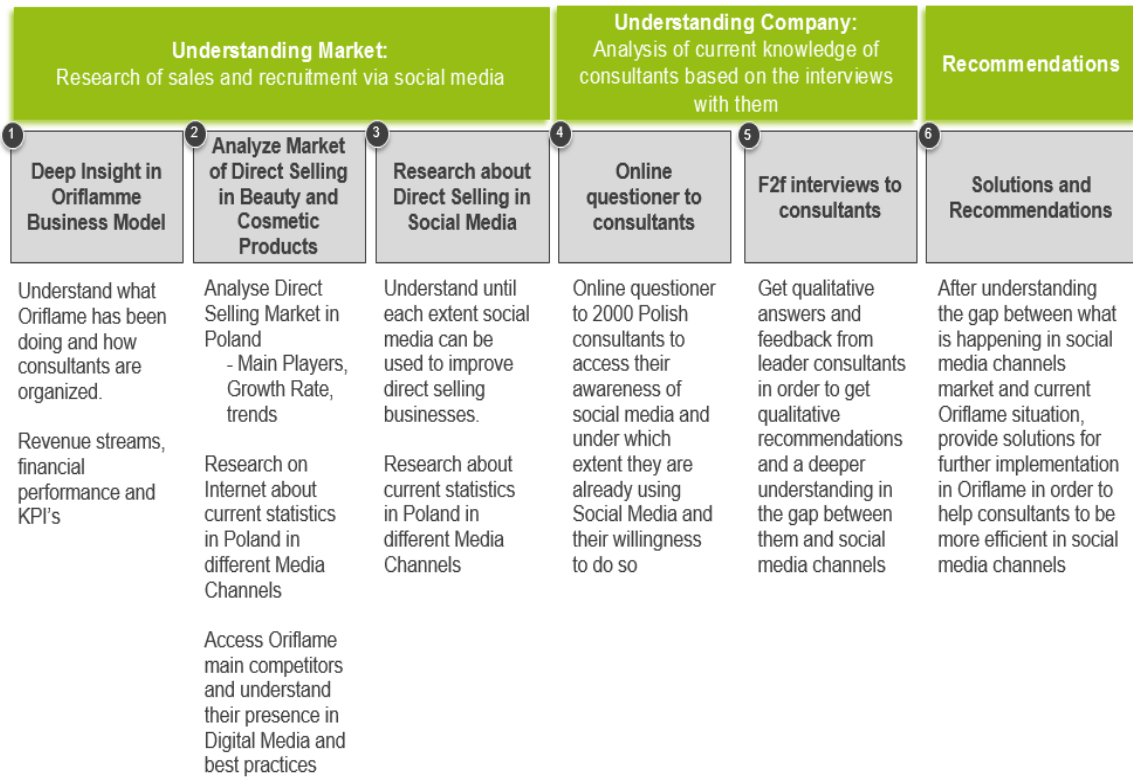 Understanding Market:
Research of sales and recruitment via social media
Understanding Company:
Analysis of current knowledge of
consultants based on the interviews
with them
Recommendations
1
Deep Insight in
Oriflamme
Business Model
2
Analyze Market
of Direct Selling
in Beauty and
Cosmetic
Products
3
Research about
Direct Selling in
Social Media
4
Online
questioner to
consultants
5
F2f interviews to
consultants
6
Solutions and
Recommendations
Understand what
Oriflame has been
doing and how
consultants are
organized.
Revenue streams,
financial
performance and
KPI's
Analyse Direct
Selling Market in
Poland
- Main Players,
Growth Rate,
trends
Research on
Internet about
current statistics
in Poland in
different Media
Channels
Access Oriflame
main competitors
and understand
their presence in
Digital Media and
best practices
Understand until
each extent social
media can be
used to improve
direct selling
businesses.
Research about
current statistics
in Poland in
different Media
Channels
Online questioner
to 2000 Polish
consultants to
access their
awareness of
social media and
under which
extent they are
already using
Social Media and
their willingness
to do so
Get qualitative
answers and
feedback from
leader consultants
in order to get
qualitative
recommendations
and a deeper
understanding in
the gap between
them and social
media channels
After understanding
the gap between what
is happening in social
media channels
market and current
Oriflame situation,
provide solutions for
further implementation
in Oriflame in order to
help consultants to be
more efficient in social
media channels